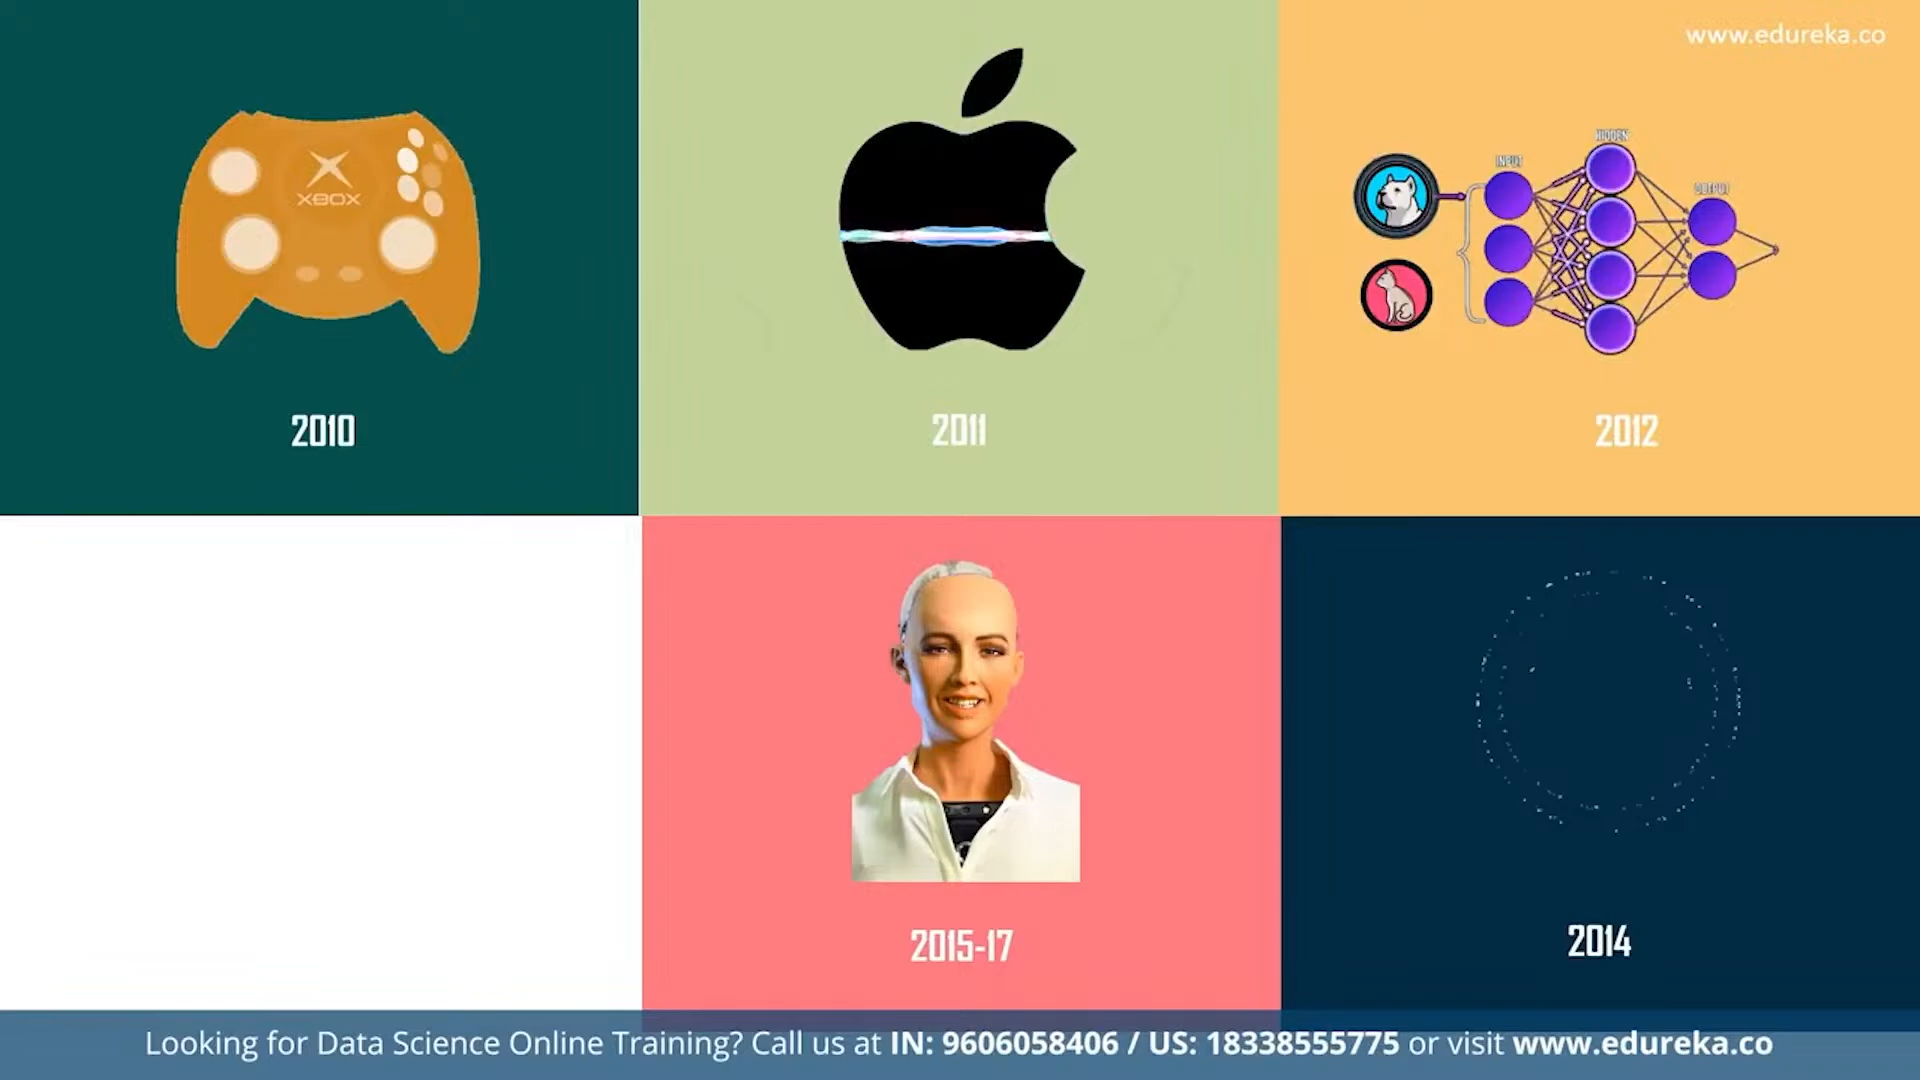 www.edureka.co
XBOX
HIDDEN
INPUT
OUTPUT
2010
2011
2012
2015-17
2014
Looking for Data Science Online Training? Call us at IN: 9606058406 / US: 18338555775 or visit www.edureka.co